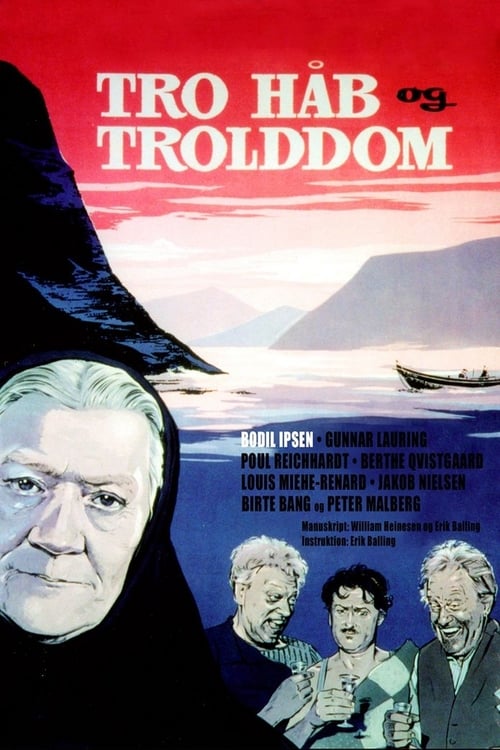 TRO HÅB og
TROLDDOM
BODIL IPSEN • GUNNAR LAURING
POUL REICHHARDT • BERTHE QVISTGAARD
LOUIS MIEHE-RENARD • JAKOB NIELSEN
BIRTE BANG og PETER MALBERG
Manuskript: William Heinesen og Erik Balling
Instruktion: Erik Balling